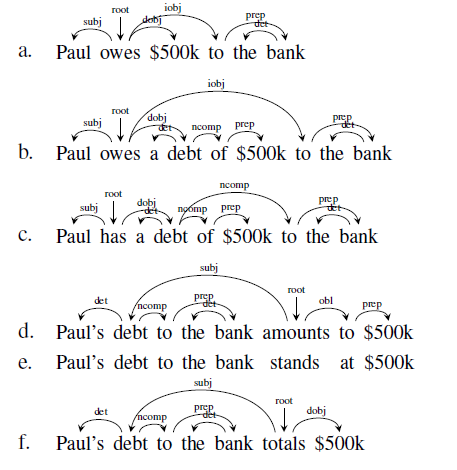 root iobj
subj dobj prep
det
a. Paul owes $500k to the bank
iobj
root
subj dobj prep
det ncomp prep det
b. Paul owes a debt of $500k to the bank
ncomp
root
subj dobj prep
det ncomp prep det
c. Paul has a debt of $500k to the bank
subj
root
det ncomp prep obl prep
det
d. Paul's debt to the bank amounts to $500k
e. Paul's debt to the bank stands at $500k
subj
root
det ncomp prep dobj
det
f. Paul's debt to the bank totals $500k